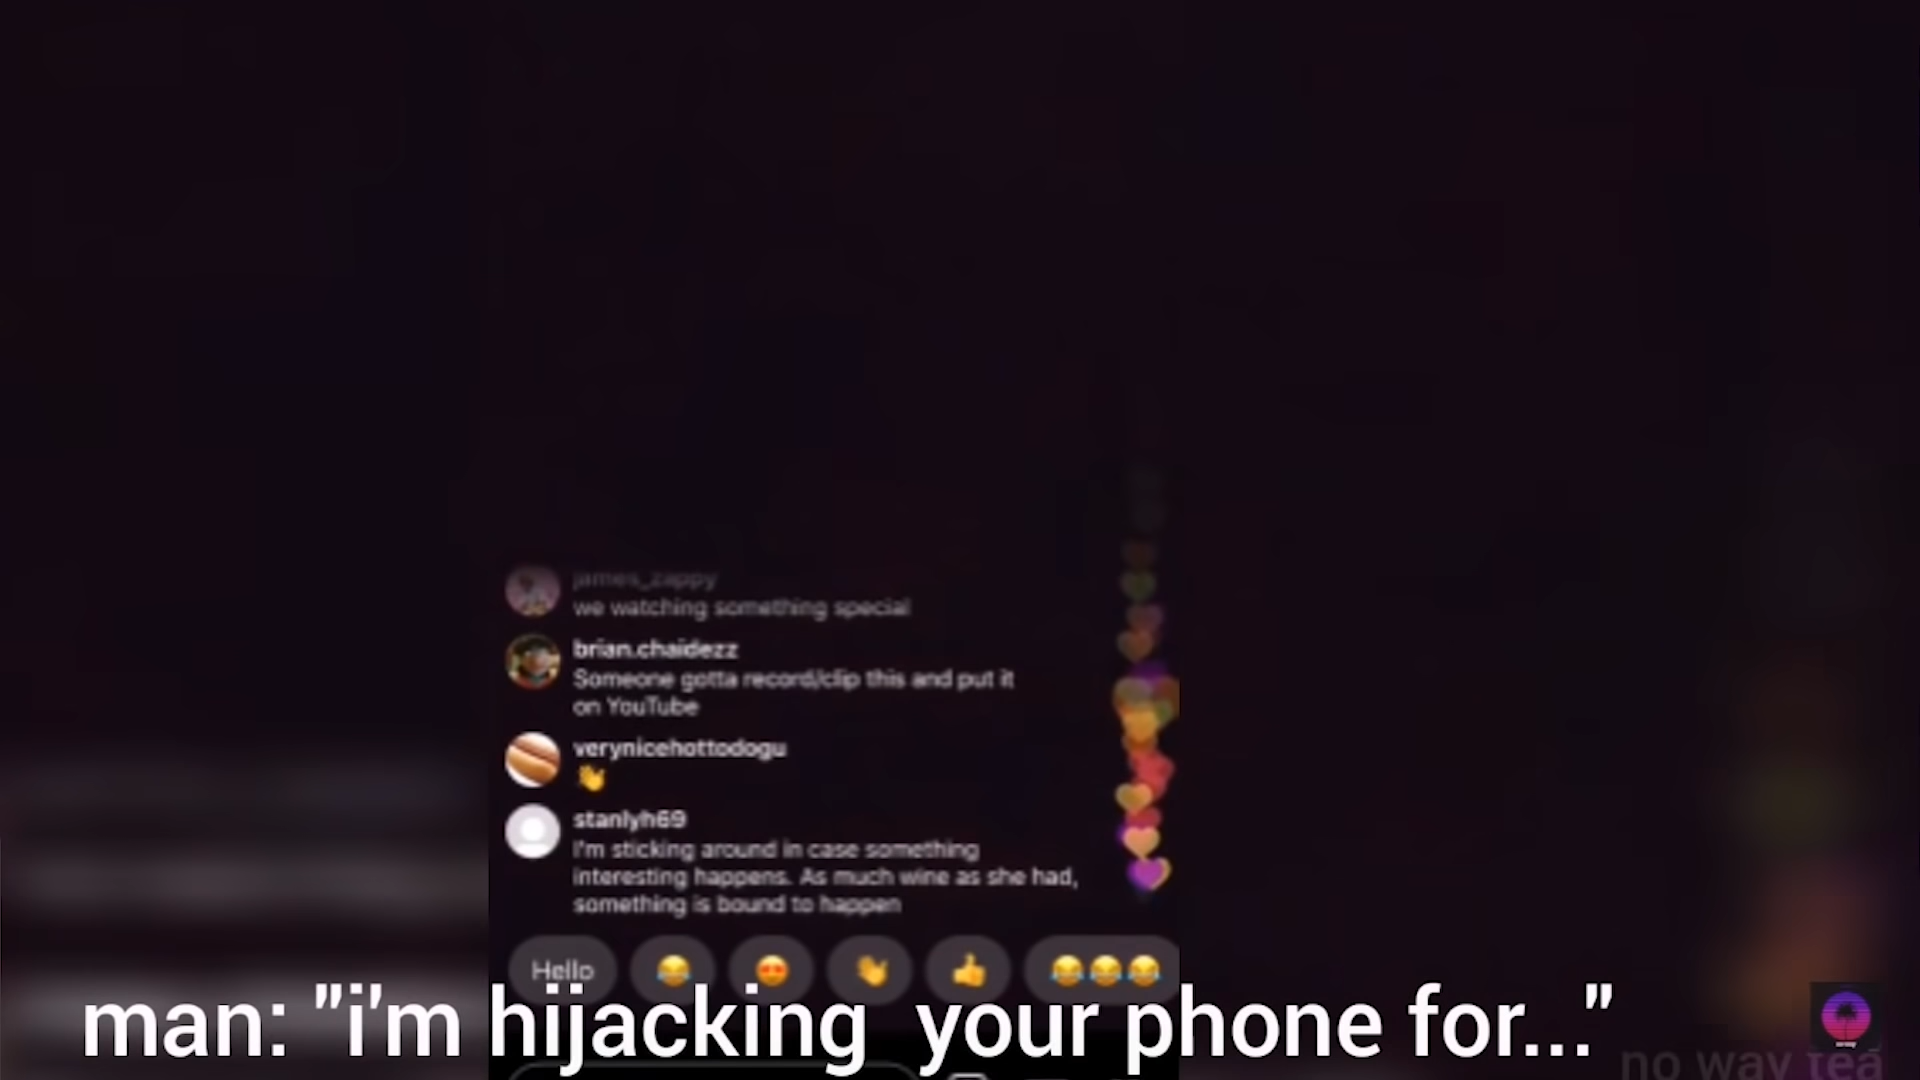 james_zappy
we watching something special
brian.chaidezz
Someone gotta record/clip this and put it
on YouTube
verynicehottodogu
👋
stanlyh69
I'm sticking around in case something
interesting happens. As much wine as she had,
something is bound to happen
Hello 😂 😍 👋 👍 😂😂😂
man: "i'm hijacking your phone for..."
no way tea